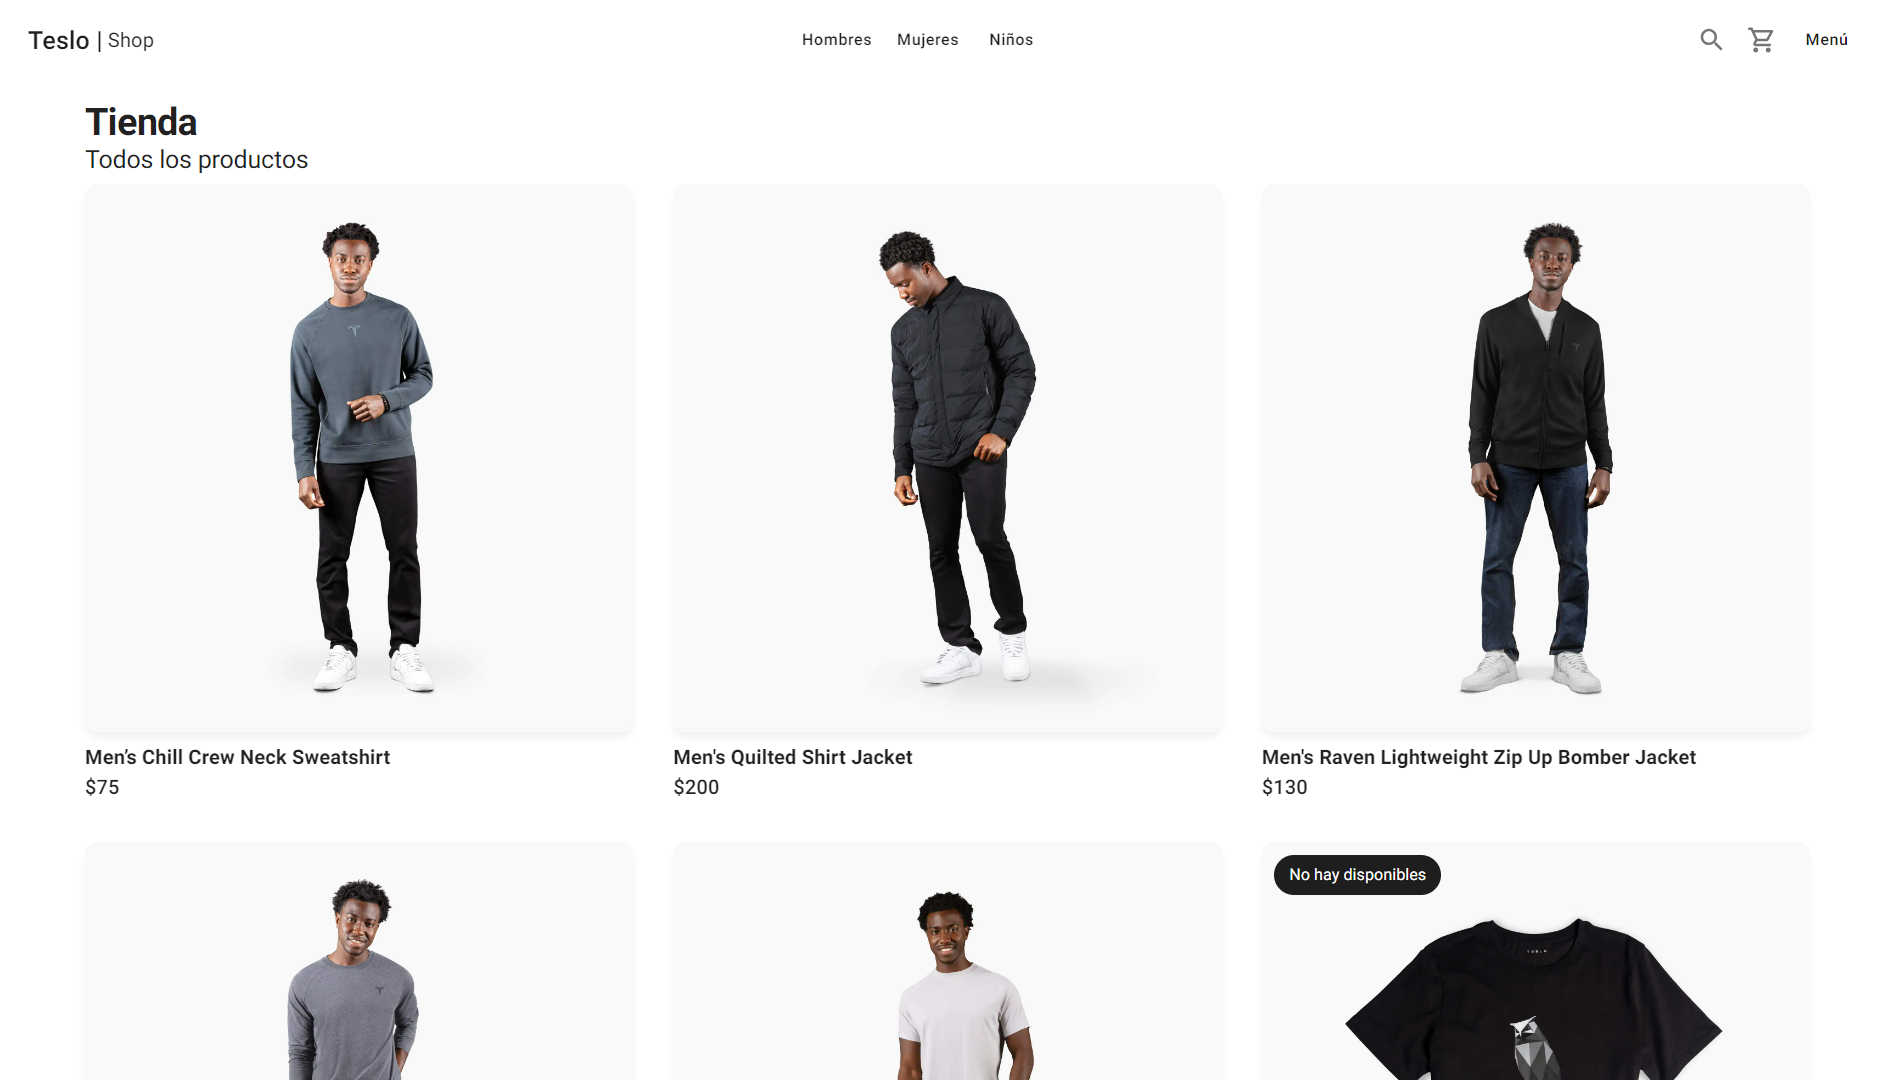 Teslo | Shop
Hombres Mujeres Niños
Menú
Tienda
Todos los productos
Men’s Chill Crew Neck Sweatshirt
$75
Men's Quilted Shirt Jacket
$200
Men's Raven Lightweight Zip Up Bomber Jacket
$130
No hay disponibles